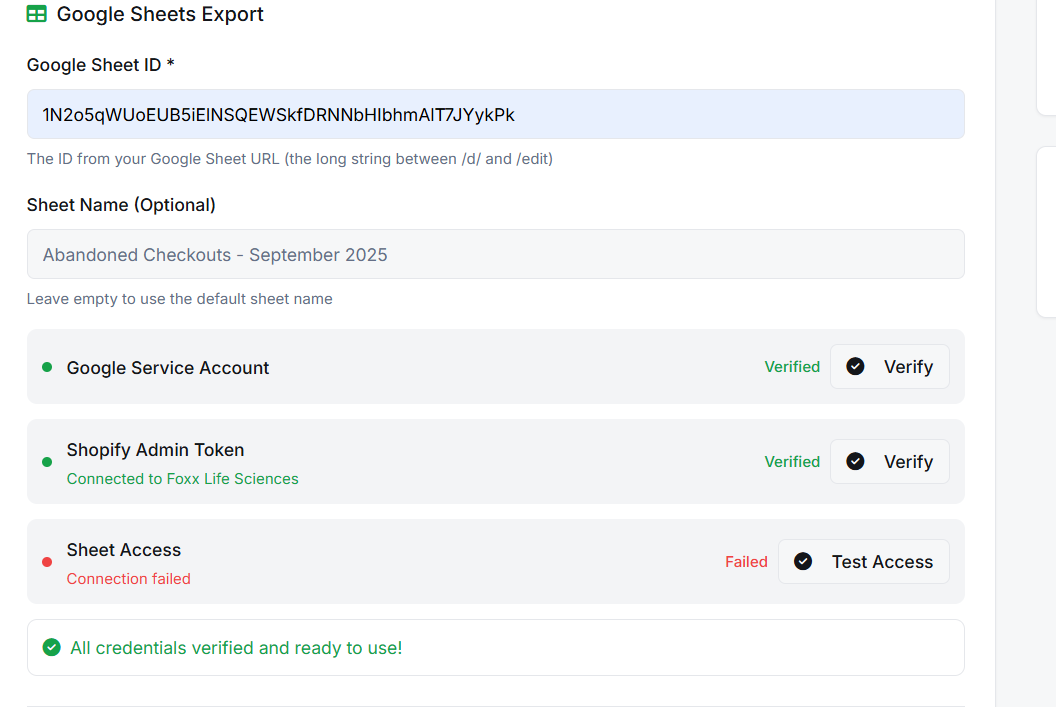 Google Sheets Export
Google Sheet ID *
1N2o5qWUoEUB5iElNSQEWSkfDRNNbHIbhmAlT7JYykPk
The ID from your Google Sheet URL (the long string between /d/ and /edit)
Sheet Name (Optional)
Abandoned Checkouts - September 2025
Leave empty to use the default sheet name
Google Service Account
Verified
Verify
Shopify Admin Token
Connected to Foxx Life Sciences
Verified
Verify
Sheet Access
Connection failed
Failed
Test Access
All credentials verified and ready to use!